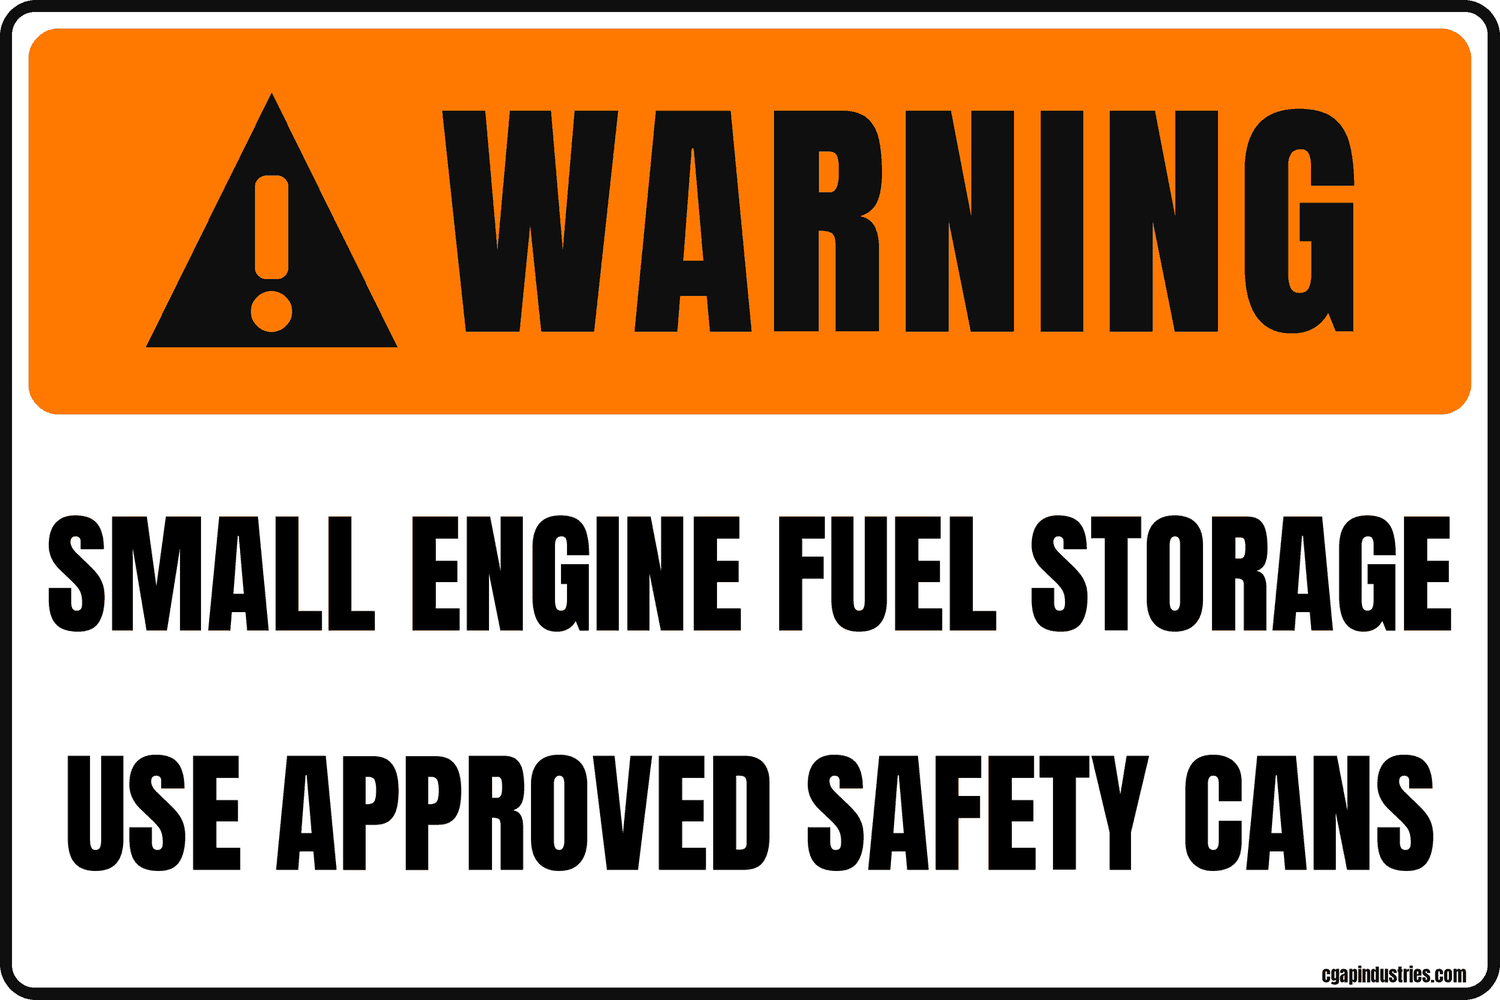 WARNING
SMALL ENGINE FUEL STORAGE
USE APPROVED SAFETY CANS
cgapindustries.com